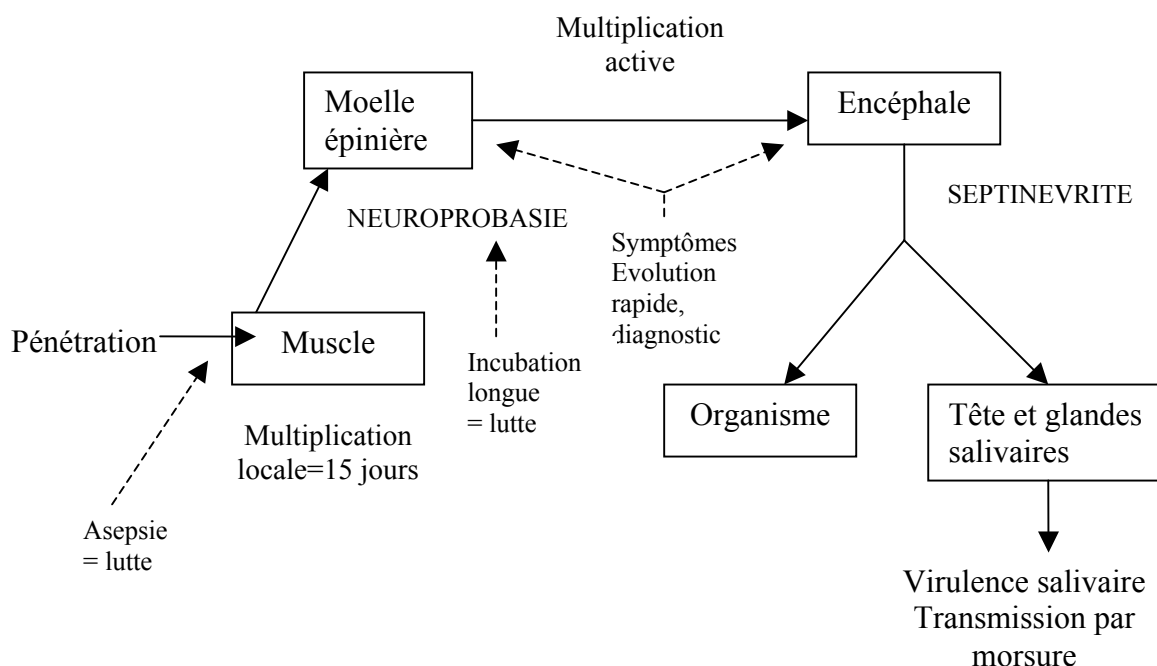 Multiplication
active
Moelle
épinière
Encéphale
NEUROPROBASIE
SEPTINEVRITE
Symptômes
Evolution
rapide,
diagnostic
Pénétration
Muscle
Incubation
longue
= lutte
Multiplication
locale=15 jours
Asepsie
= lutte
Organisme
Tête et glandes
salivaires
Virulence salivaire
Transmission par
morsure